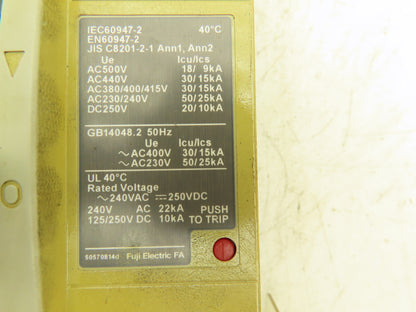 IEC60947-2 40°C
EN60947-2
JIS C8201-2-1 Ann1, Ann2
Ue Icu/Ics
AC500V 18/ 9kA
AC440V 30/15kA
AC380/400/415V 30/15kA
AC230/240V 50/25kA
DC250V 20/10kA
GB14048.2 50Hz
Ue Icu/Ics
～AC400V 30/15kA
～AC230V 50/25kA
UL 40°C
Rated Voltage
～240VAC ⎓250VDC
240V AC 22kA PUSH
125/250V DC 10kA TO TRIP
50570814d Fuji Electric FA
O